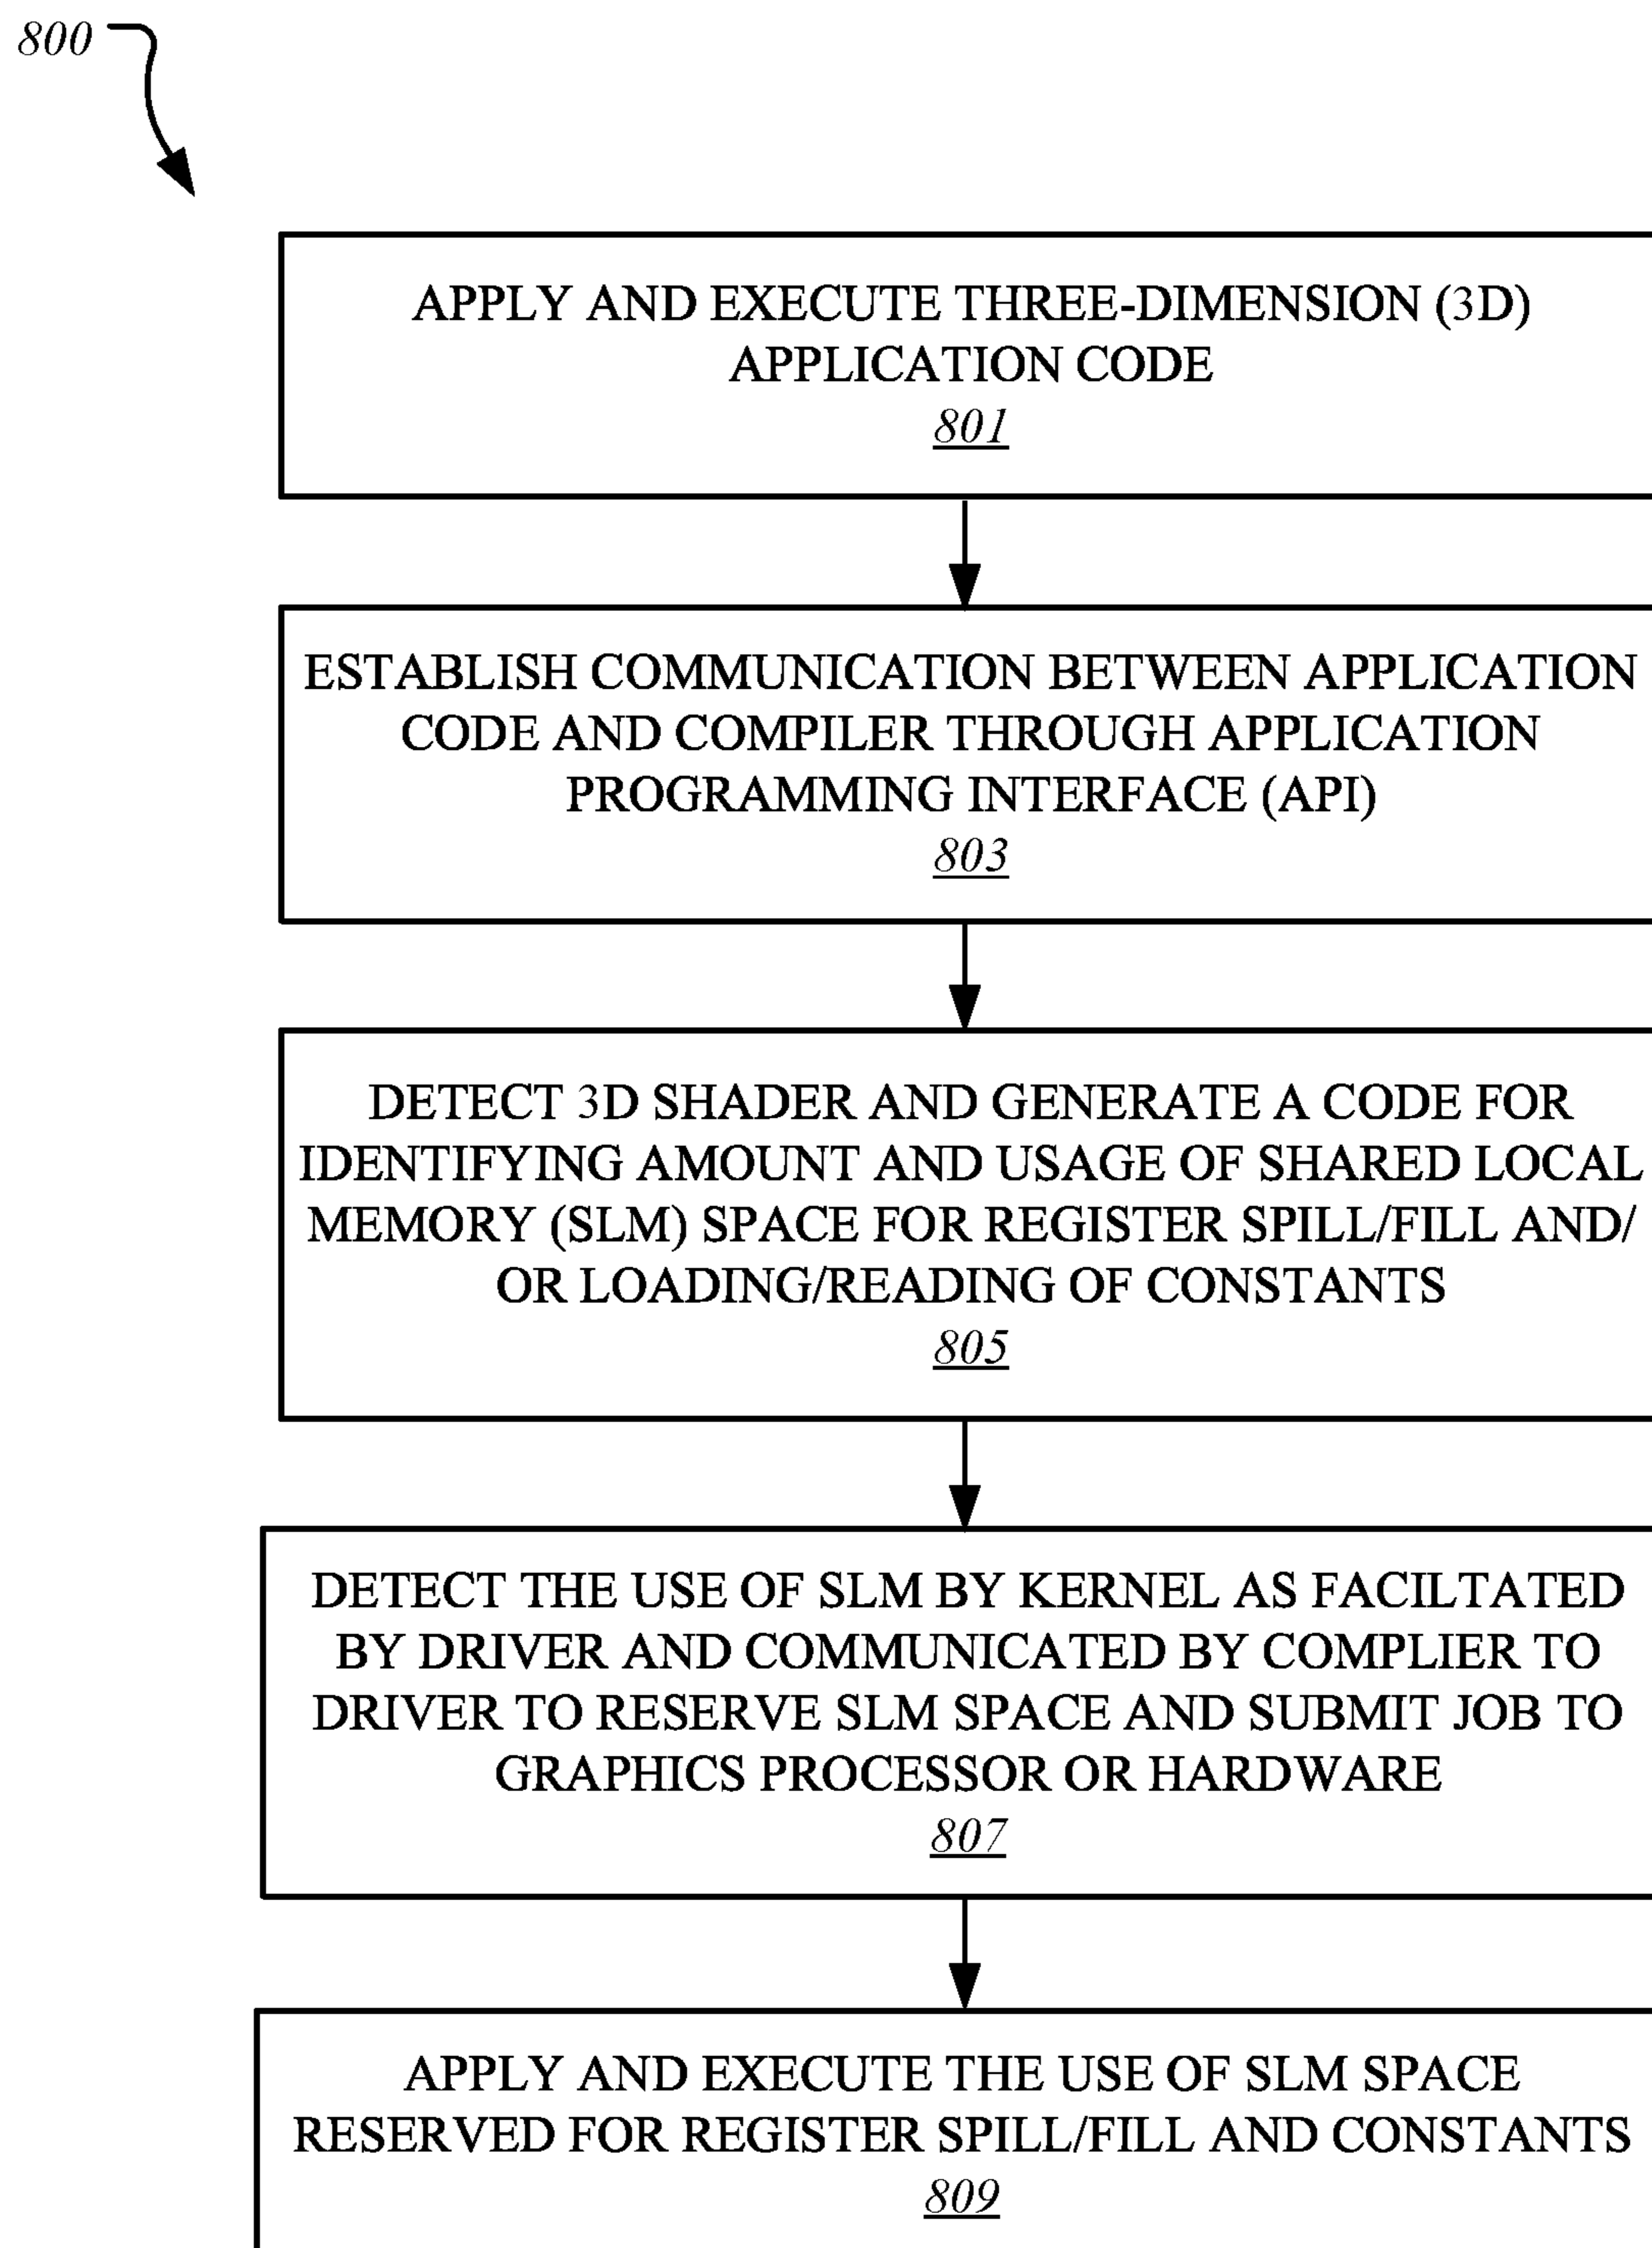 800
APPLY AND EXECUTE THREE-DIMENSION (3D)
APPLICATION CODE
801
ESTABLISH COMMUNICATION BETWEEN APPLICATION
CODE AND COMPILER THROUGH APPLICATION
PROGRAMMING INTERFACE (API)
803
DETECT 3D SHADER AND GENERATE A CODE FOR
IDENTIFYING AMOUNT AND USAGE OF SHARED LOCAL
MEMORY (SLM) SPACE FOR REGISTER SPILL/FILL AND/
OR LOADING/READING OF CONSTANTS
805
DETECT THE USE OF SLM BY KERNEL AS FACILTATED
BY DRIVER AND COMMUNICATED BY COMPLIER TO
DRIVER TO RESERVE SLM SPACE AND SUBMIT JOB TO
GRAPHICS PROCESSOR OR HARDWARE
807
APPLY AND EXECUTE THE USE OF SLM SPACE
RESERVED FOR REGISTER SPILL/FILL AND CONSTANTS
809